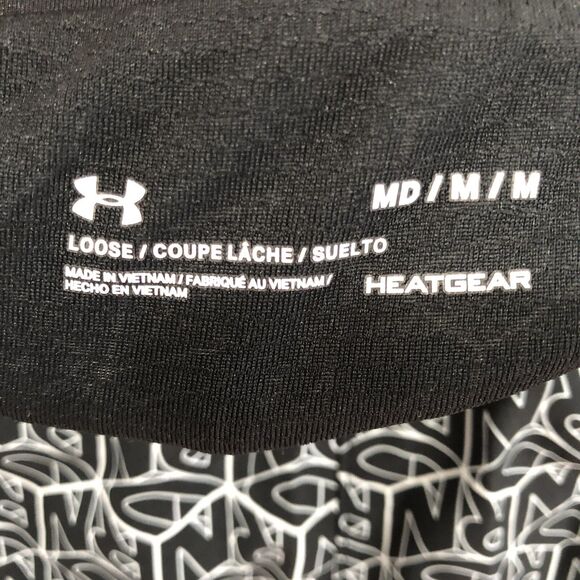 MD / M / M
LOOSE / COUPE LÂCHE / SUELTO
MADE IN VIETNAM / FABRIQUÉ AU VIETNAM /
HECHO EN VIETNAM
HEATGEAR